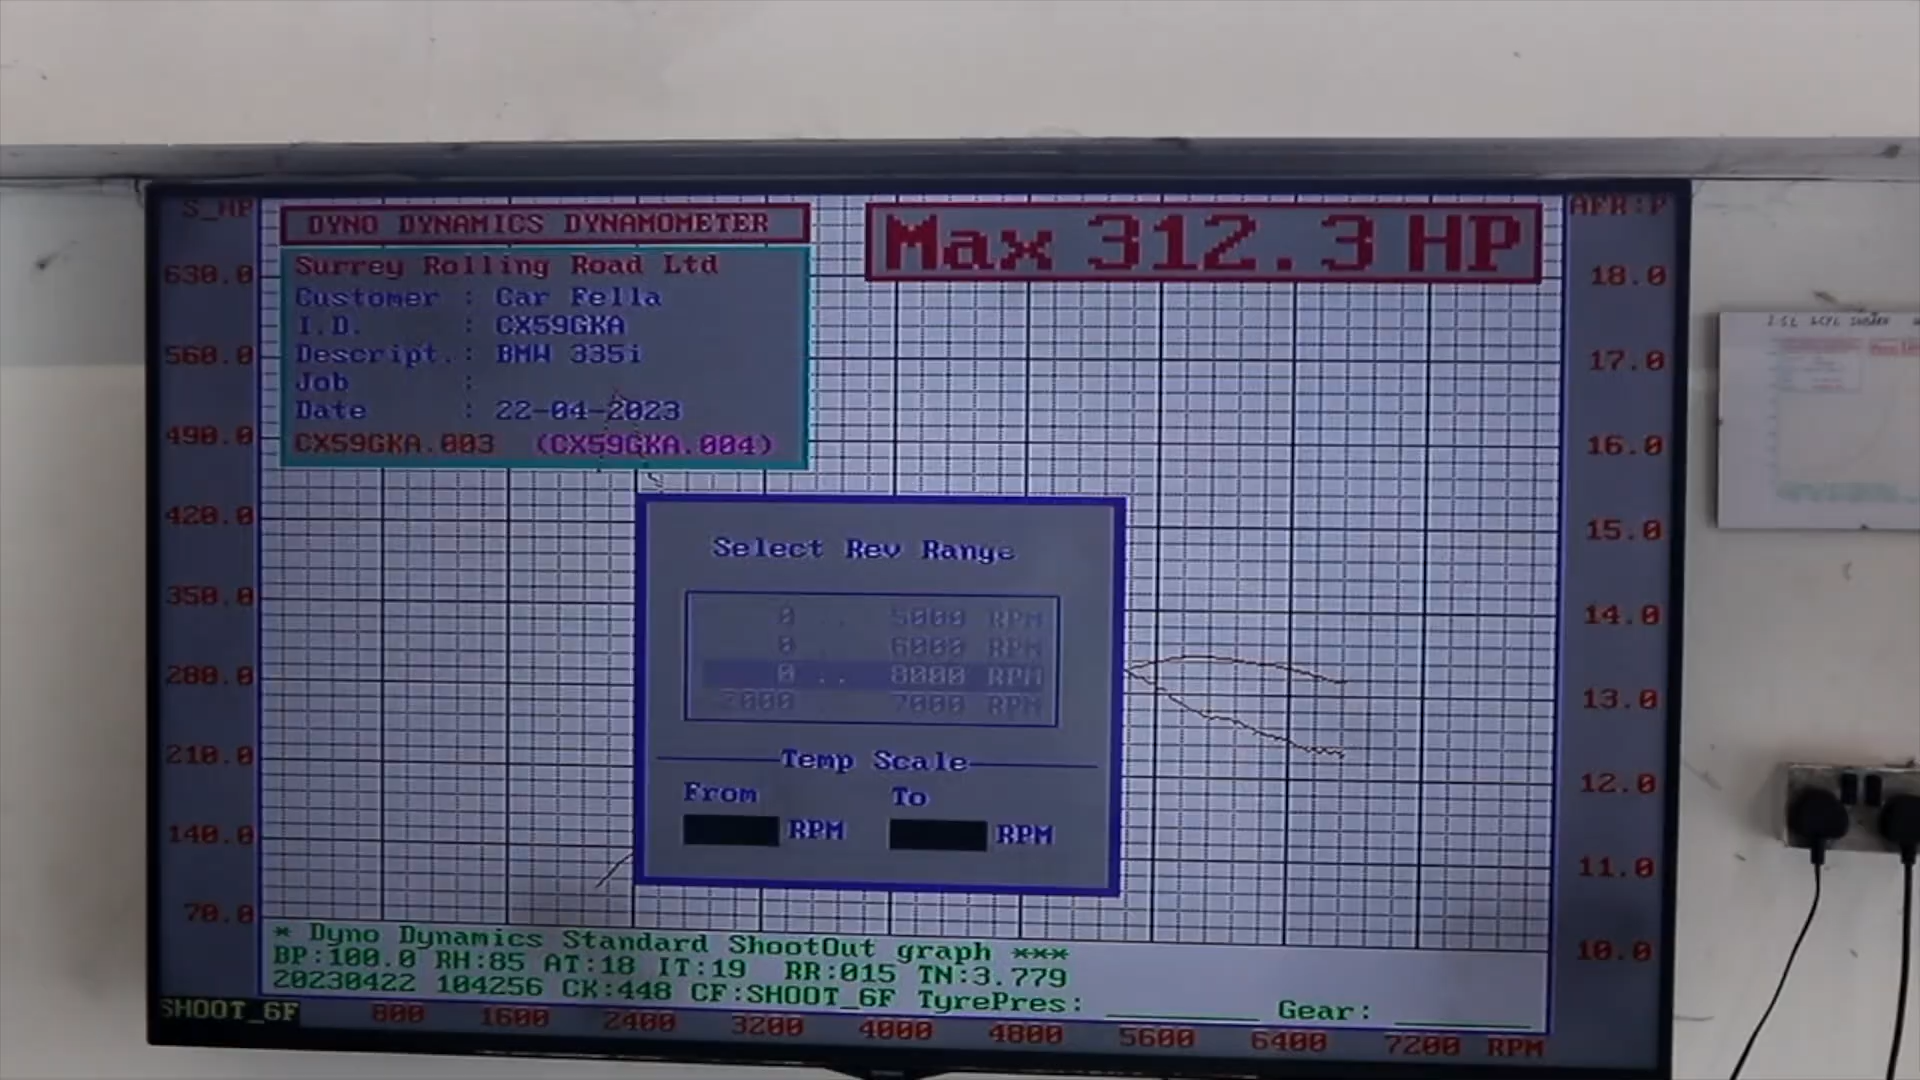 S_HP
DYNO DYNAMICS DYNAMOMETER
Max 312.3 HP
AFR:P
Surrey Rolling Road Ltd
Customer : Car Fella
I.D. : CX59GKA
Descript.: BMW 335i
Job :
Date : 22-04-2023
CX59GKA.003 (CX59GKA.004)
630.0
560.0
490.0
420.0
350.0
280.0
210.0
140.0
70.0
Select Rev Range
0 .. 5000 RPM
0 6000 RPM
0 .. 8000 RPM
2000 7000 RPM
Temp Scale
From To
RPM RPM
18.0
17.0
16.0
15.0
14.0
13.0
12.0
11.0
10.0
* Dyno Dynamics Standard ShootOut graph ***
BP:100.0 RH:85 AT:18 IT:19 RR:015 TN:3.779
20230422 104256 CK:448 CF:SHOOT_6F TyrePres: ________ Gear: ________
SHOOT_6F
800 1600 2400 3200 4000 4800 5600 6400 7200 RPM